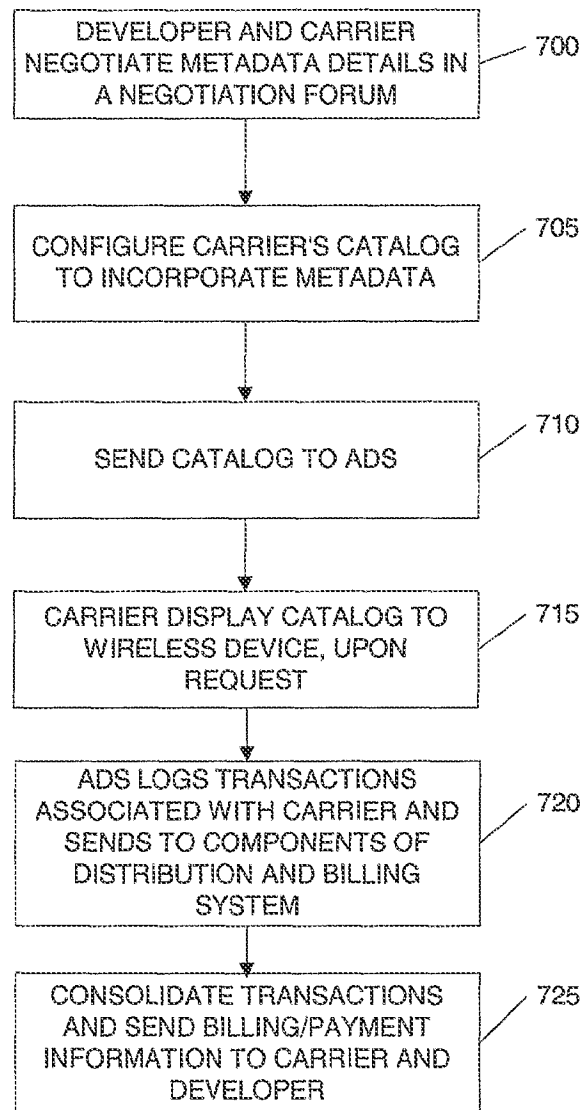 DEVELOPER AND CARRIER
NEGOTIATE METADATA DETAILS IN
A NEGOTIATION FORUM
700
CONFIGURE CARRIER'S CATALOG
TO INCORPORATE METADATA
705
SEND CATALOG TO ADS
710
CARRIER DISPLAY CATALOG TO
WIRELESS DEVICE, UPON
REQUEST
715
ADS LOGS TRANSACTIONS
ASSOCIATED WITH CARRIER AND
SENDS TO COMPONENTS OF
DISTRIBUTION AND BILLING
SYSTEM
720
CONSOLIDATE TRANSACTIONS
AND SEND BILLING/PAYMENT
INFORMATION TO CARRIER AND
DEVELOPER
725